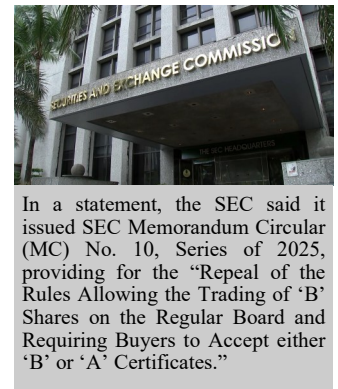 SECURITIES AND EXCHANGE COMMISSION
THE SEC HEADQUARTERS
In a statement, the SEC said it
issued SEC Memorandum Circular
(MC) No. 10, Series of 2025,
providing for the “Repeal of the
Rules Allowing the Trading of ‘B’
Shares on the Regular Board and
Requiring Buyers to Accept either
‘B’ or ‘A’ Certificates.”